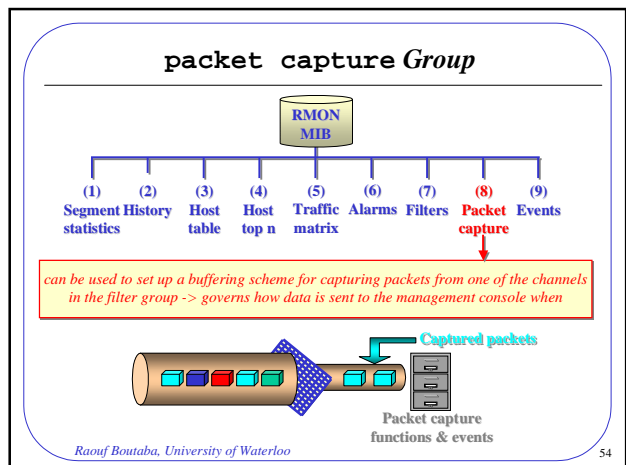 packet capture Group
RMON
MIB
(1) (2) (3) (4) (5) (6) (7) (8) (9)
Segment History Host Host Traffic Alarms Filters Packet Events
statistics table top n matrix capture
can be used to set up a buffering scheme for capturing packets from one of the channels
in the filter group -> governs how data is sent to the management console when
Captured packets
Packet capture
functions & events
Raouf Boutaba, University of Waterloo
54